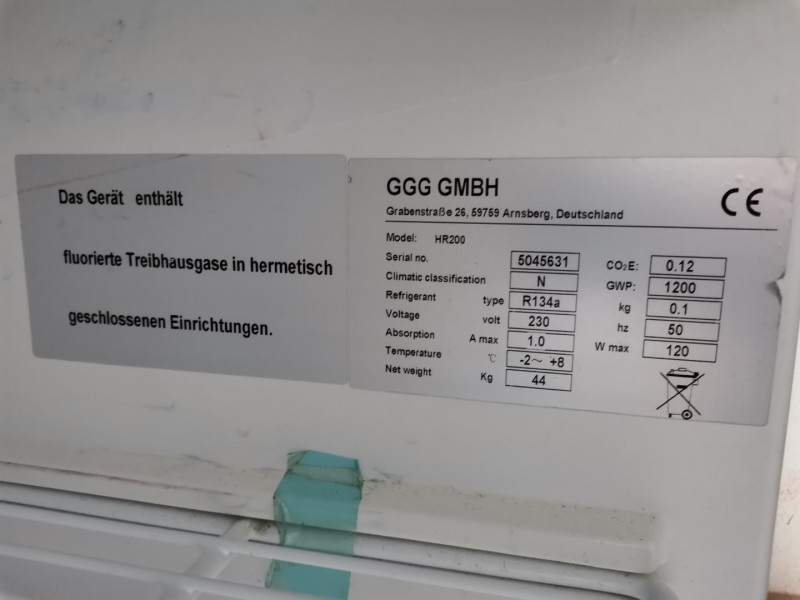 Das Gerät enthält
fluorierte Treibhausgase in hermetisch
geschlossenen Einrichtungen.
GGG GMBH
CE
Grabenstraße 26, 59759 Arnsberg, Deutschland
Model: HR200
Serial no. 5045631
Climatic classification N
Refrigerant type R134a
Voltage volt 230
Absorption A max 1.0
Temperature °C -2~ +8
Net weight Kg 44
CO₂E: 0.12
GWP: 1200
kg 0.1
hz 50
W max 120